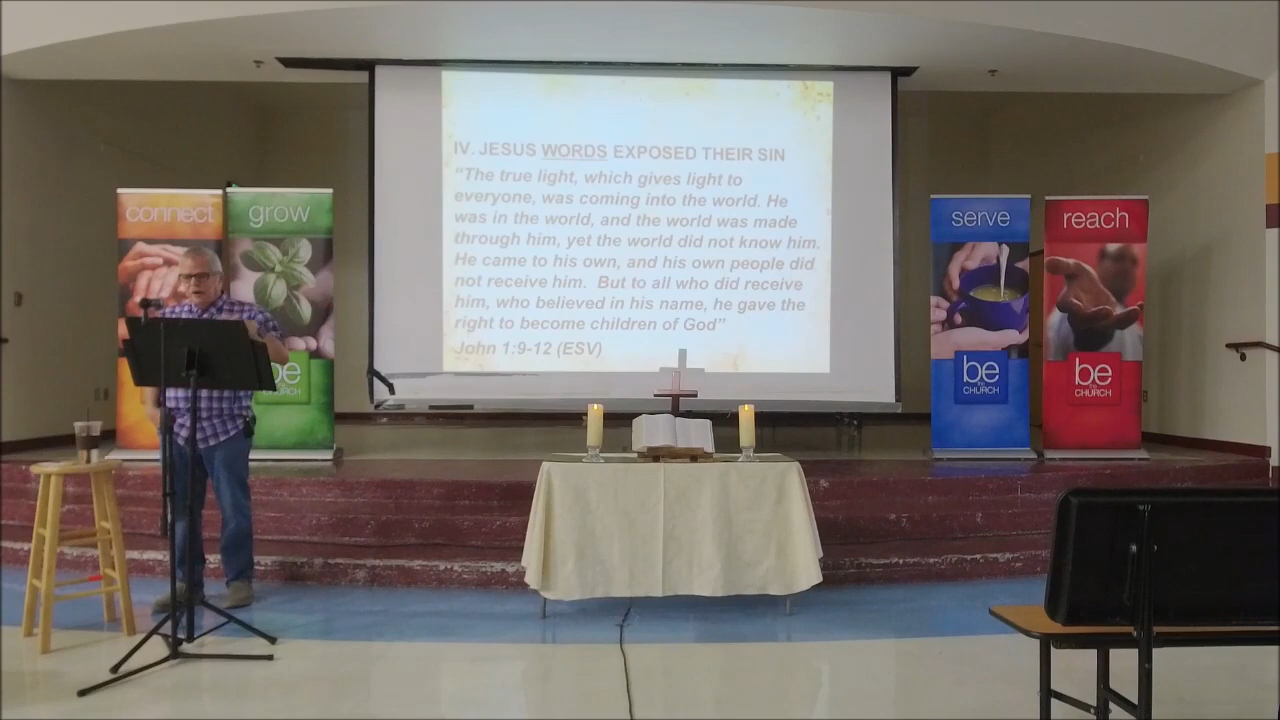 connect
grow
be
CHURCH
IV. JESUS WORDS EXPOSED THEIR SIN
"The true light, which gives light to
everyone, was coming into the world. He
was in the world, and the world was made
through him, yet the world did not know him.
He came to his own, and his own people did
not receive him. But to all who did receive
him, who believed in his name, he gave the
right to become children of God"
John 1:9-12 (ESV)
serve
be
CHURCH
reach
be
CHURCH